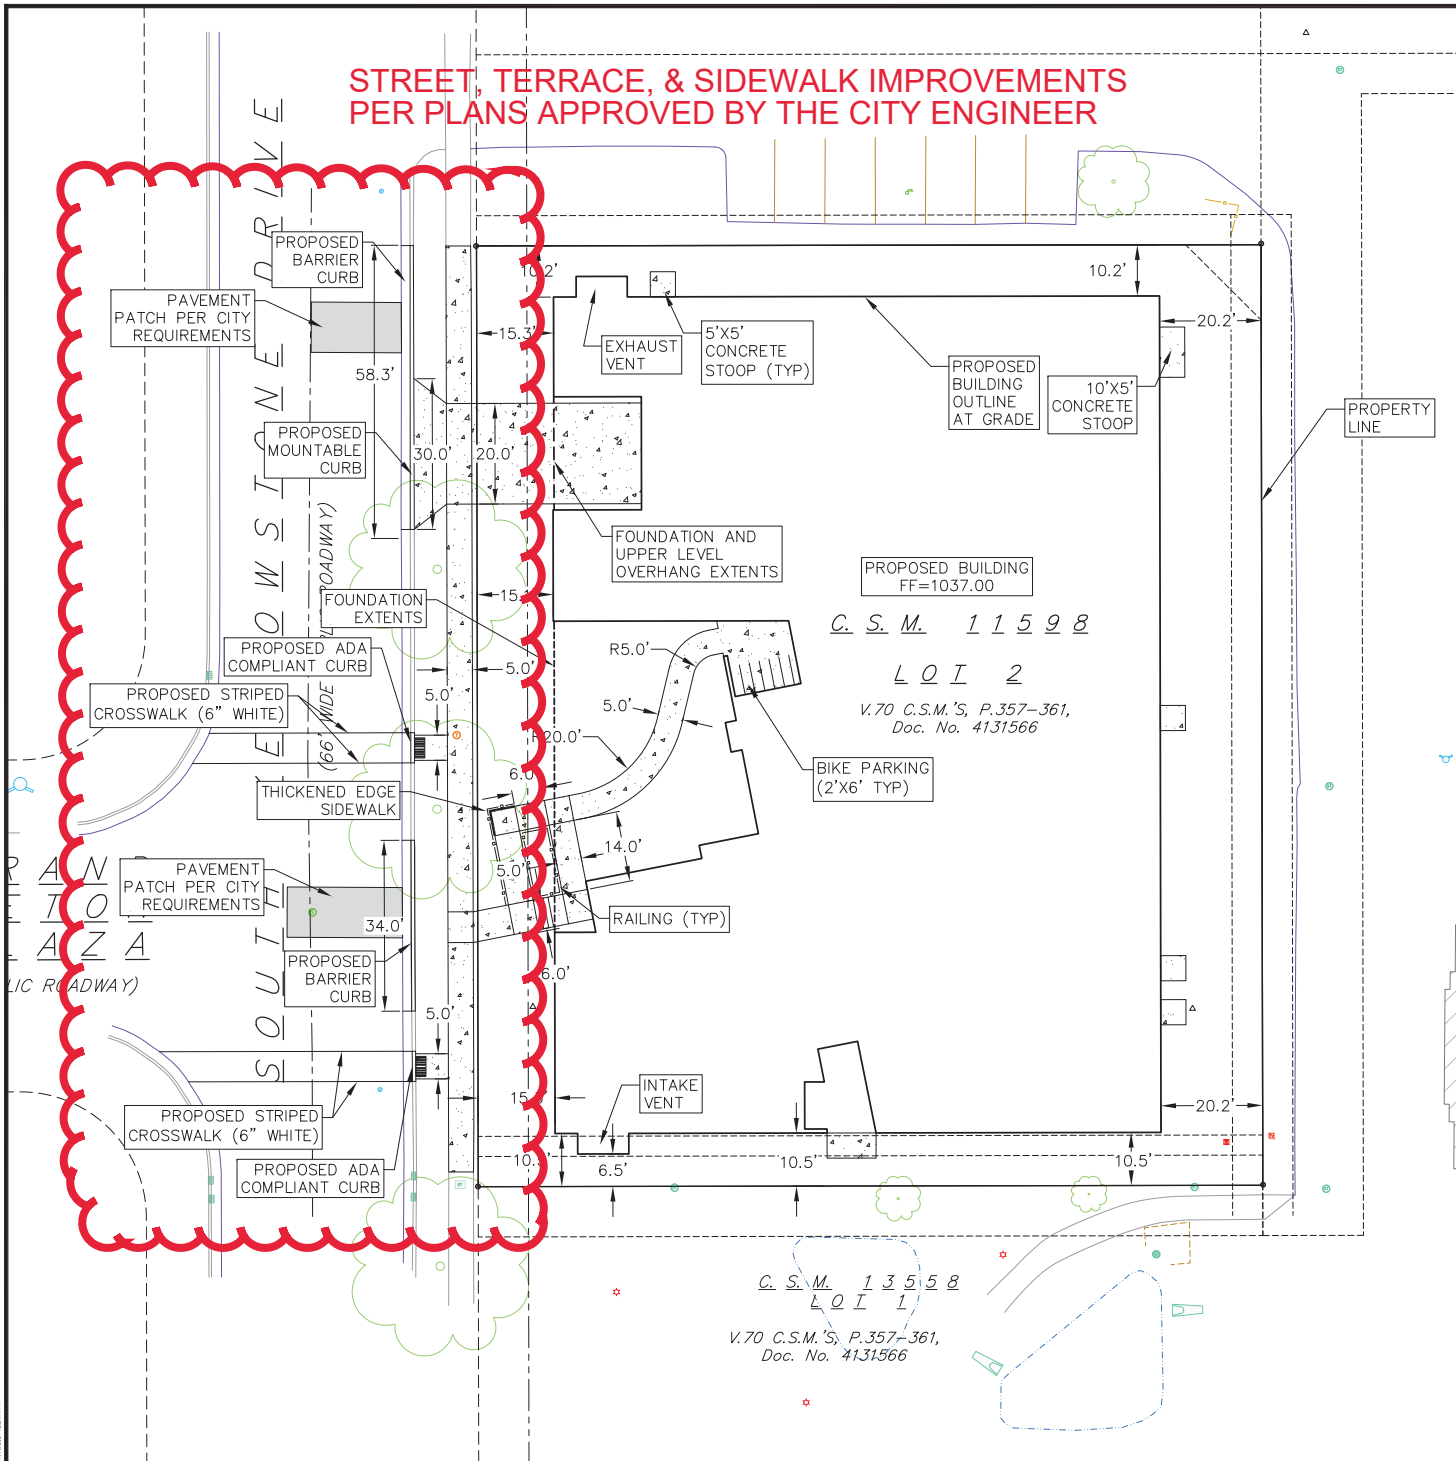 STREET, TERRACE, & SIDEWALK IMPROVEMENTS
PER PLANS APPROVED BY THE CITY ENGINEER
PROPOSED
BARRIER
CURB
PAVEMENT
PATCH PER CITY
REQUIREMENTS
58.3'
PROPOSED
MOUNTABLE
CURB
30.0'
20.0'
10.2'
15.3'
EXHAUST
VENT
5'X5'
CONCRETE
STOOP (TYP)
PROPOSED
BUILDING
OUTLINE
AT GRADE
10.2'
20.2'
10'X5'
CONCRETE
STOOP
PROPERTY
LINE
FOUNDATION AND
UPPER LEVEL
OVERHANG EXTENTS
PROPOSED BUILDING
FF=1037.00
C. S. M. 11598
LOT 2
V.70 C.S.M.'S, P.357-361,
Doc. No. 4131566
FOUNDATION
EXTENTS
PROPOSED ADA
COMPLIANT CURB
PROPOSED STRIPED
CROSSWALK (6" WHITE)
5.0'
5.0'
R5.0'
5.0'
R20.0'
6.0'
BIKE PARKING
(2'X6' TYP)
THICKENED EDGE
SIDEWALK
14.0'
5.0'
PAVEMENT
PATCH PER CITY
REQUIREMENTS
34.0'
RAILING (TYP)
PROPOSED
BARRIER
CURB
6.0'
5.0'
SOUTH
DRIVE
(66' WIDE
ROADWAY)
PROPOSED STRIPED
CROSSWALK (6" WHITE)
PROPOSED ADA
COMPLIANT CURB
INTAKE
VENT
6.5'
10.5'
10.5'
20.2'
C. S. M. 13558
LOT 1
V.70 C.S.M.'S, P.357-361,
Doc. No. 4131566